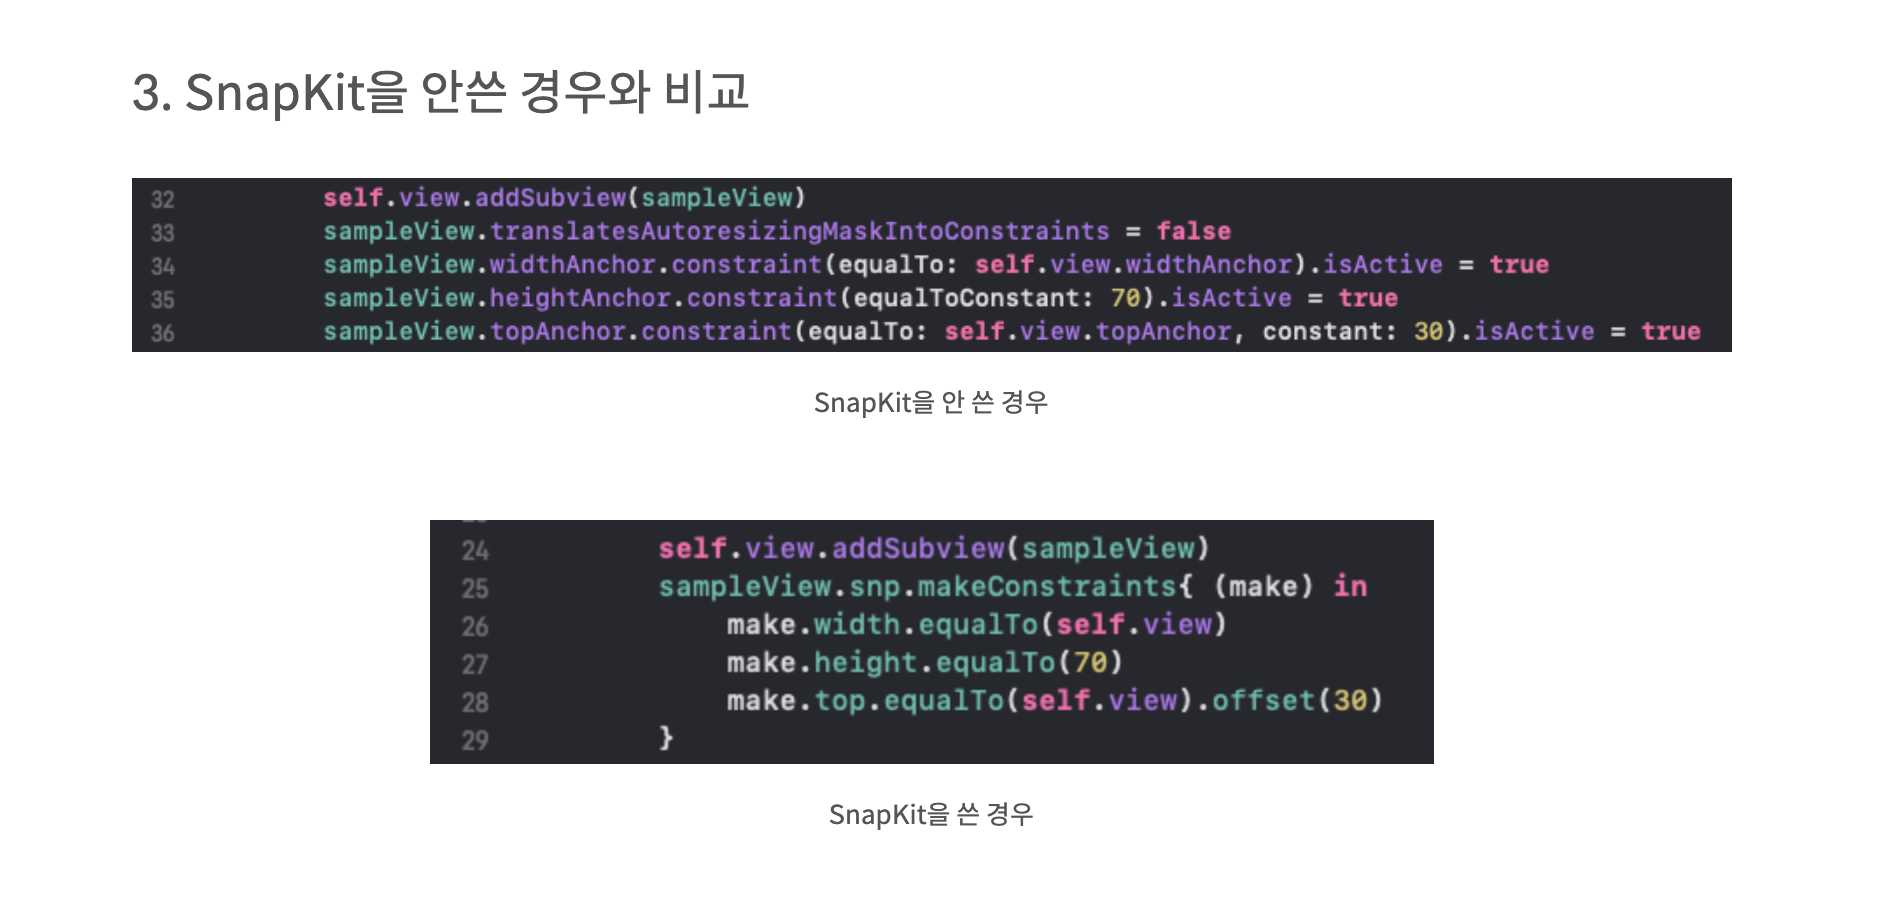 3. SnapKit을 안쓴 경우와 비교
32 self.view.addSubview(sampleView)
33 sampleView.translatesAutoresizingMaskIntoConstraints = false
34 sampleView.widthAnchor.constraint(equalTo: self.view.widthAnchor).isActive = true
35 sampleView.heightAnchor.constraint(equalToConstant: 70).isActive = true
36 sampleView.topAnchor.constraint(equalTo: self.view.topAnchor, constant: 30).isActive = true
SnapKit을 안 쓴 경우
24 self.view.addSubview(sampleView)
25 sampleView.snp.makeConstraints{ (make) in
26 make.width.equalTo(self.view)
27 make.height.equalTo(70)
28 make.top.equalTo(self.view).offset(30)
29 }
SnapKit을 쓴 경우